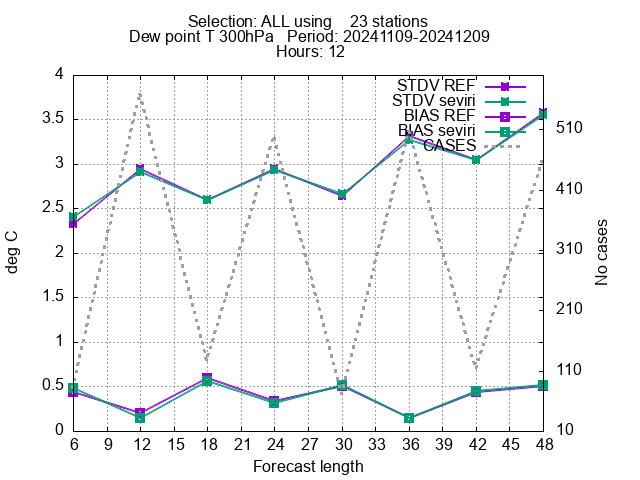 Selection: ALL using 23 stations
Dew point T 300hPa Period: 20241109-20241209
Hours: 12
STDV REF
STDV seviri
BIAS REF
BIAS seviri
CASES
4
3.5
3
2.5
2
1.5
1
0.5
0
deg C
510
410
310
210
110
10
No cases
6 9 12 15 18 21 24 27 30 33 36 39 42 45 48
Forecast length